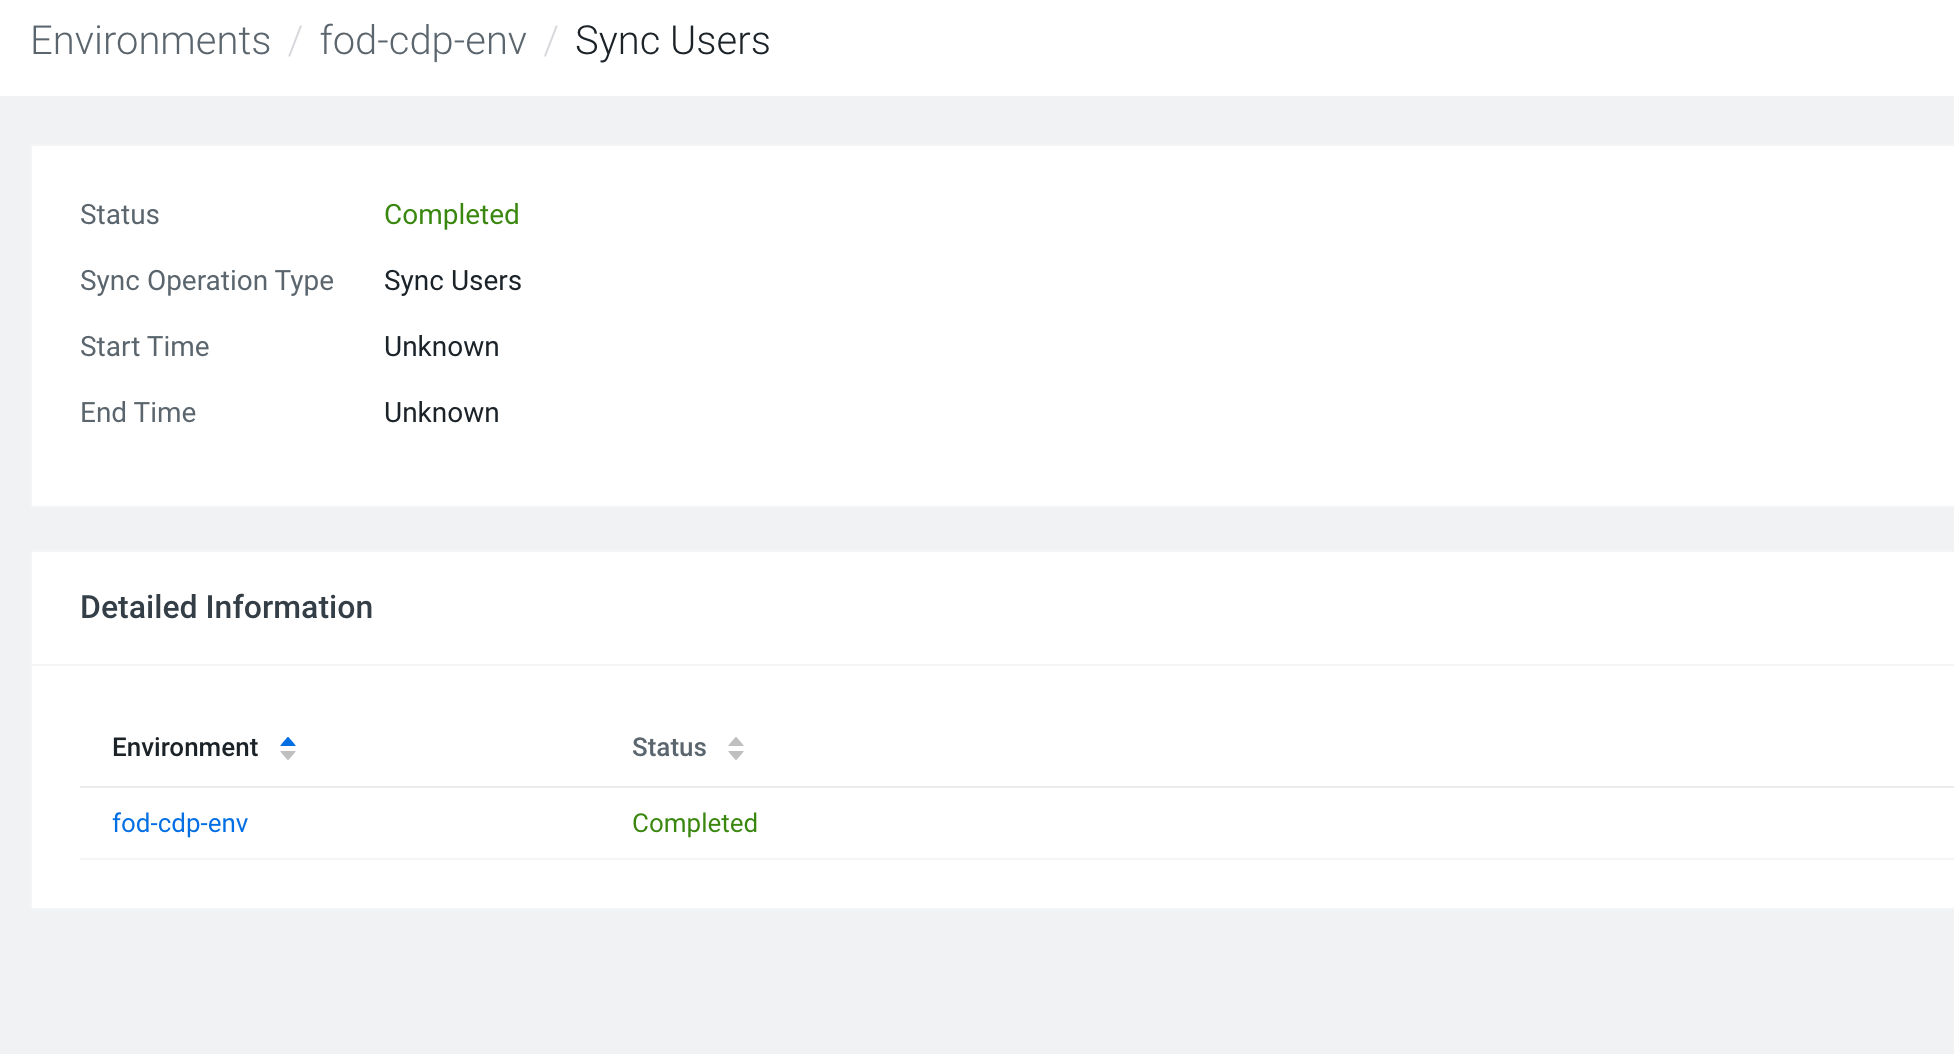 Environments / fod-cdp-env / Sync Users
Status Completed
Sync Operation Type Sync Users
Start Time Unknown
End Time Unknown
Detailed Information
Environment Status
fod-cdp-env Completed